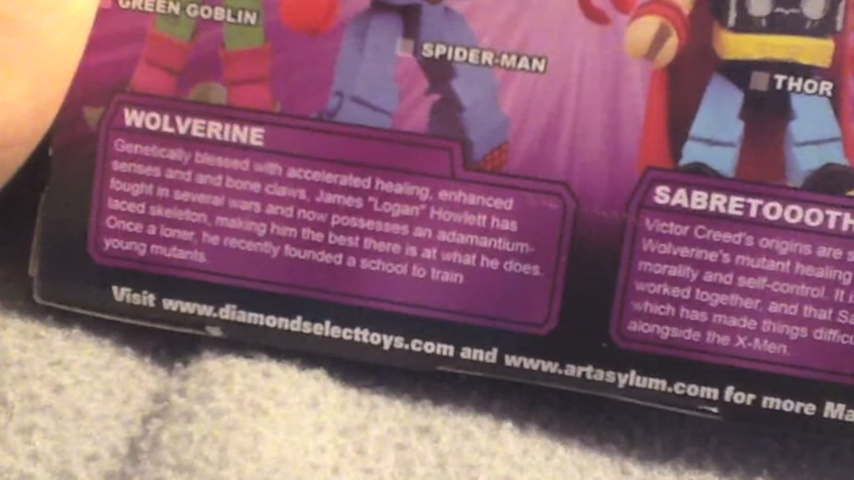 GREEN GOBLIN
SPIDER-MAN
THOR
WOLVERINE
Genetically blessed with accelerated healing, enhanced
senses and and bone claws, James "Logan" Howlett has
fought in several wars and now possesses an adamantium-
laced skeleton, making him the best there is at what he does.
Once a loner, he recently founded a school to train
young mutants.
SABRETOOOTH
Victor Creed's origins are s
Wolverine's mutant healing
morality and self-control. It i
worked together, and that Sa
which has made things difficu
alongside the X-Men.
Visit www.diamondselecttoys.com and www.artasylum.com for more Ma